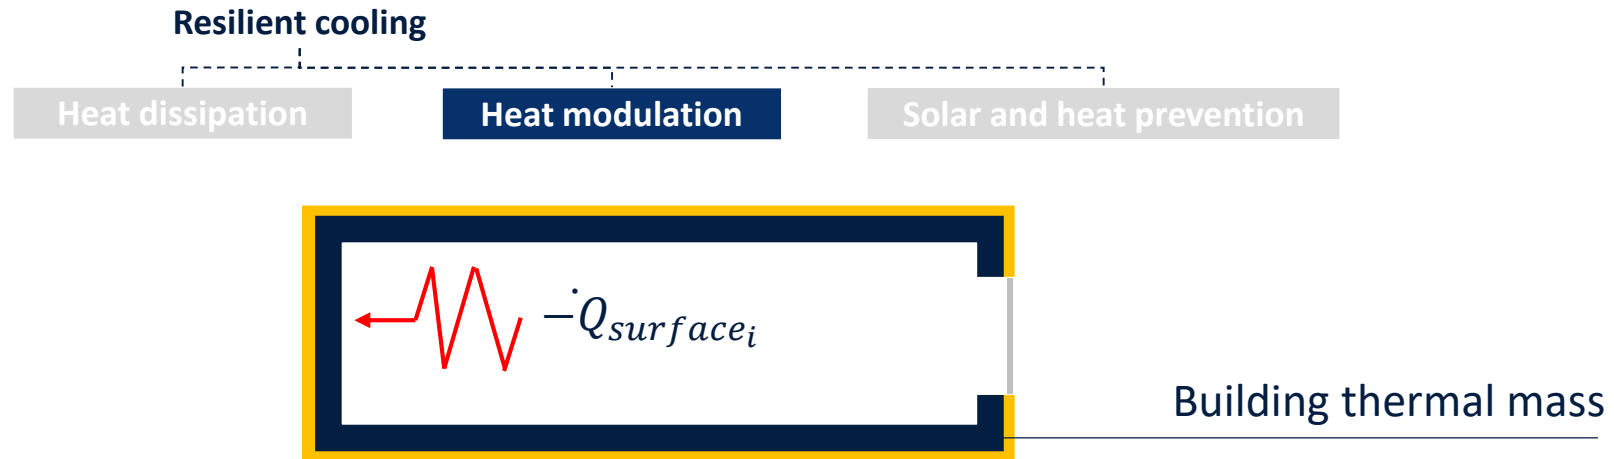 Resilient cooling
Heat dissipation
Heat modulation
Solar and heat prevention
−Q̇surfaceᵢ
Building thermal mass